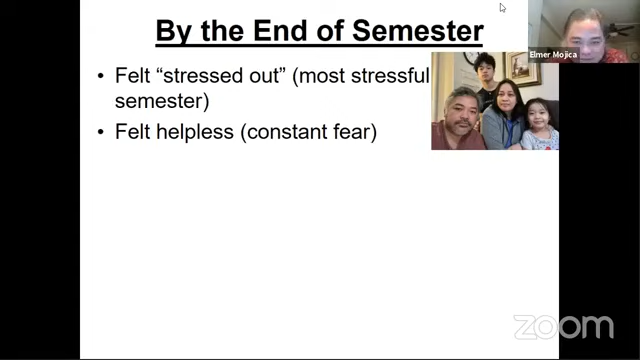 By the End of Semester
Elmer Mojica
• Felt “stressed out” (most stressful
semester)
• Felt helpless (constant fear)
zoom